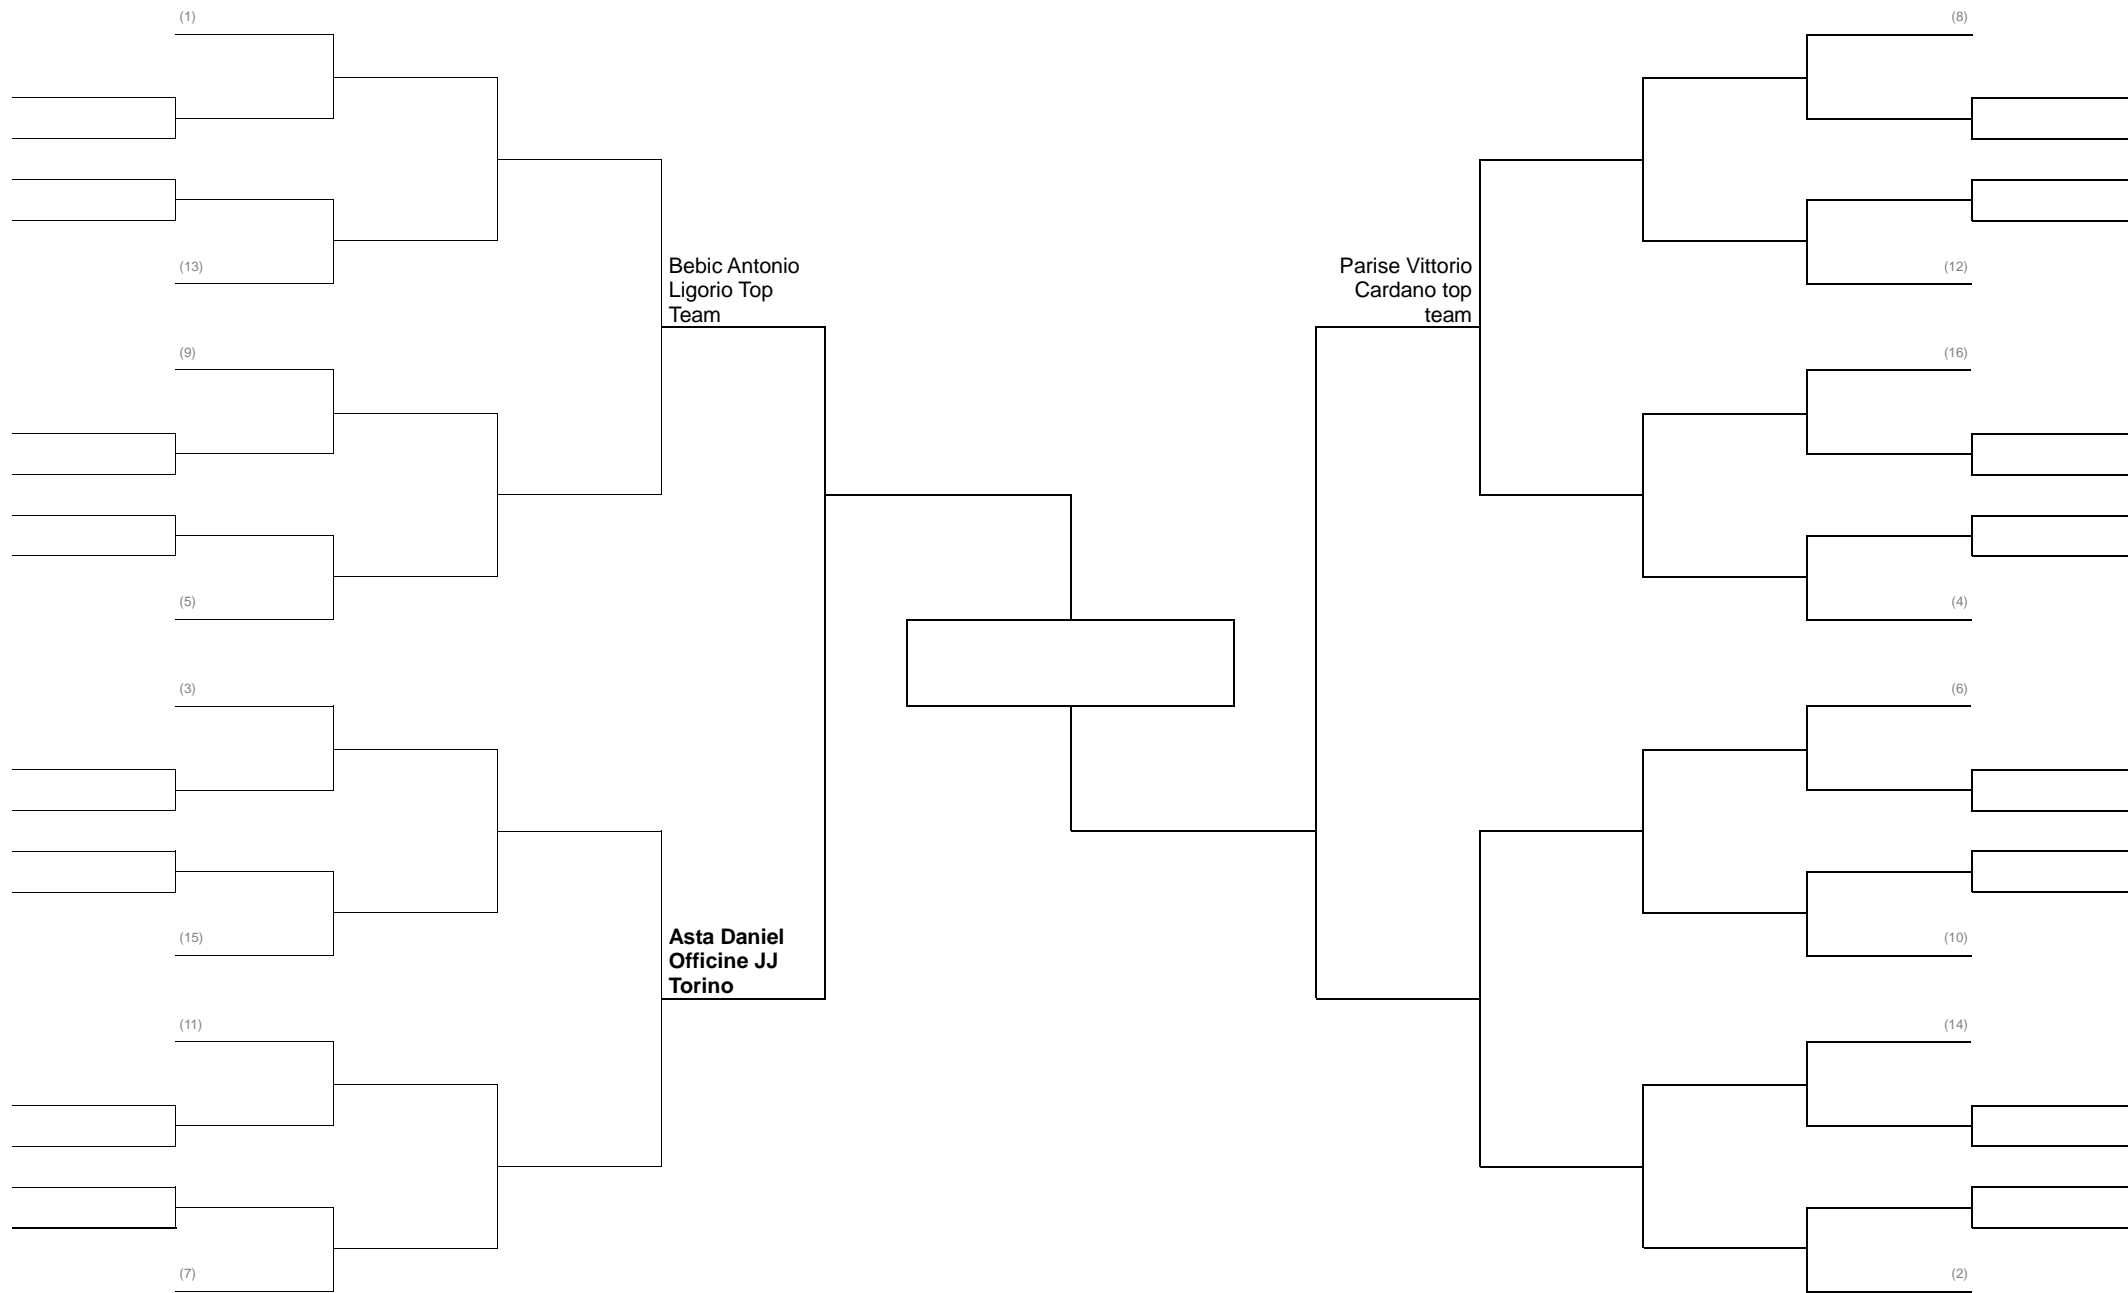 (1)
(8)
(13)
(12)
Bebic Antonio
Ligorio Top
Team
Parise Vittorio
Cardano top
team
(9)
(16)
(5)
(4)
(3)
(6)
(15)
(10)
Asta Daniel
Officine JJ
Torino
(11)
(14)
(7)
(2)